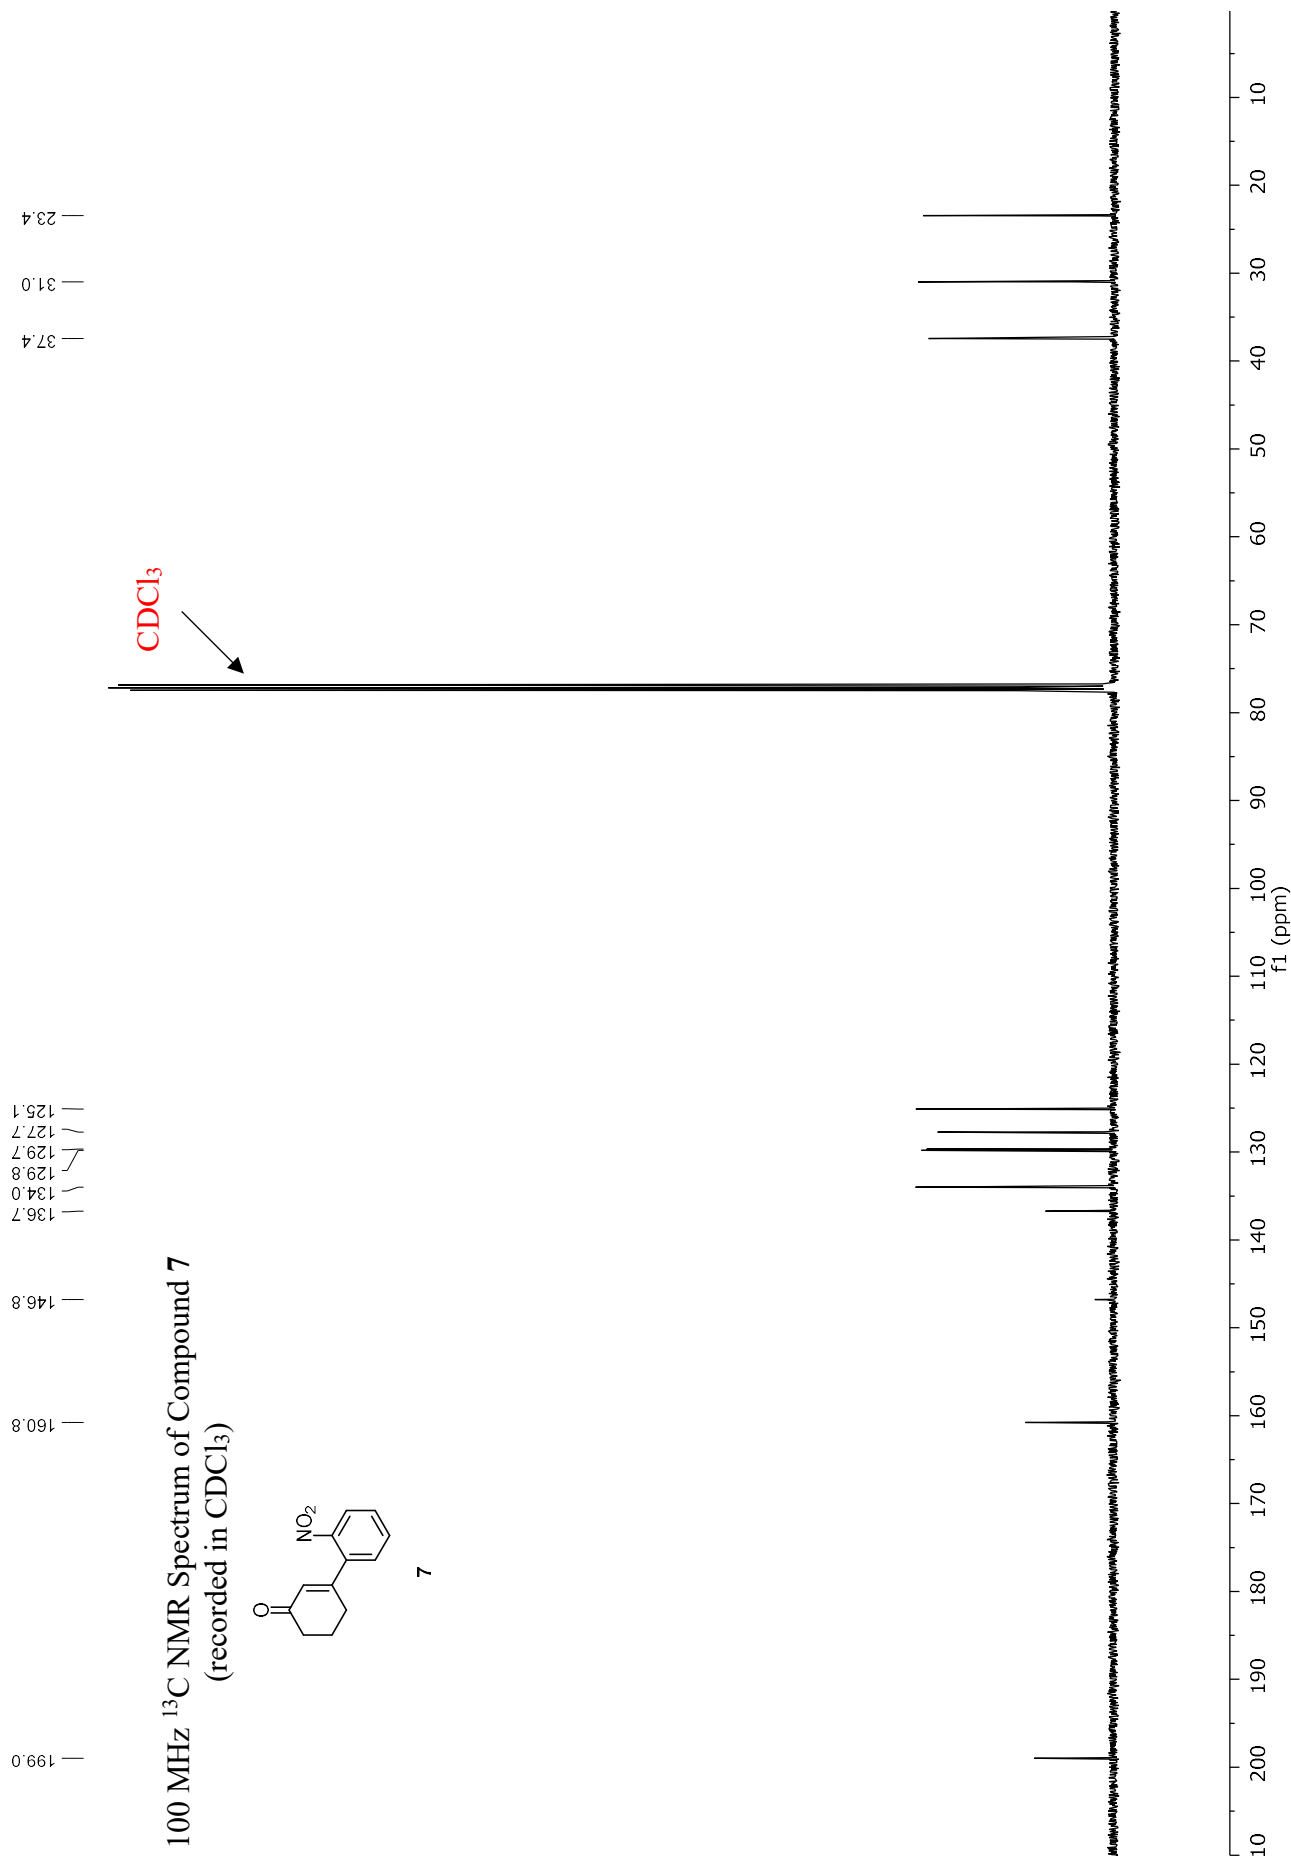 100 MHz ¹³C NMR Spectrum of Compound 7
(recorded in CDCl₃)
O
NO₂
7
CDCl₃
199.0
160.8
146.8
136.7
134.0
129.8
129.7
127.7
125.1
37.4
31.0
23.4
10 200 190 180 170 160 150 140 130 120 110 100 90 80 70 60 50 40 30 20 10
f1 (ppm)